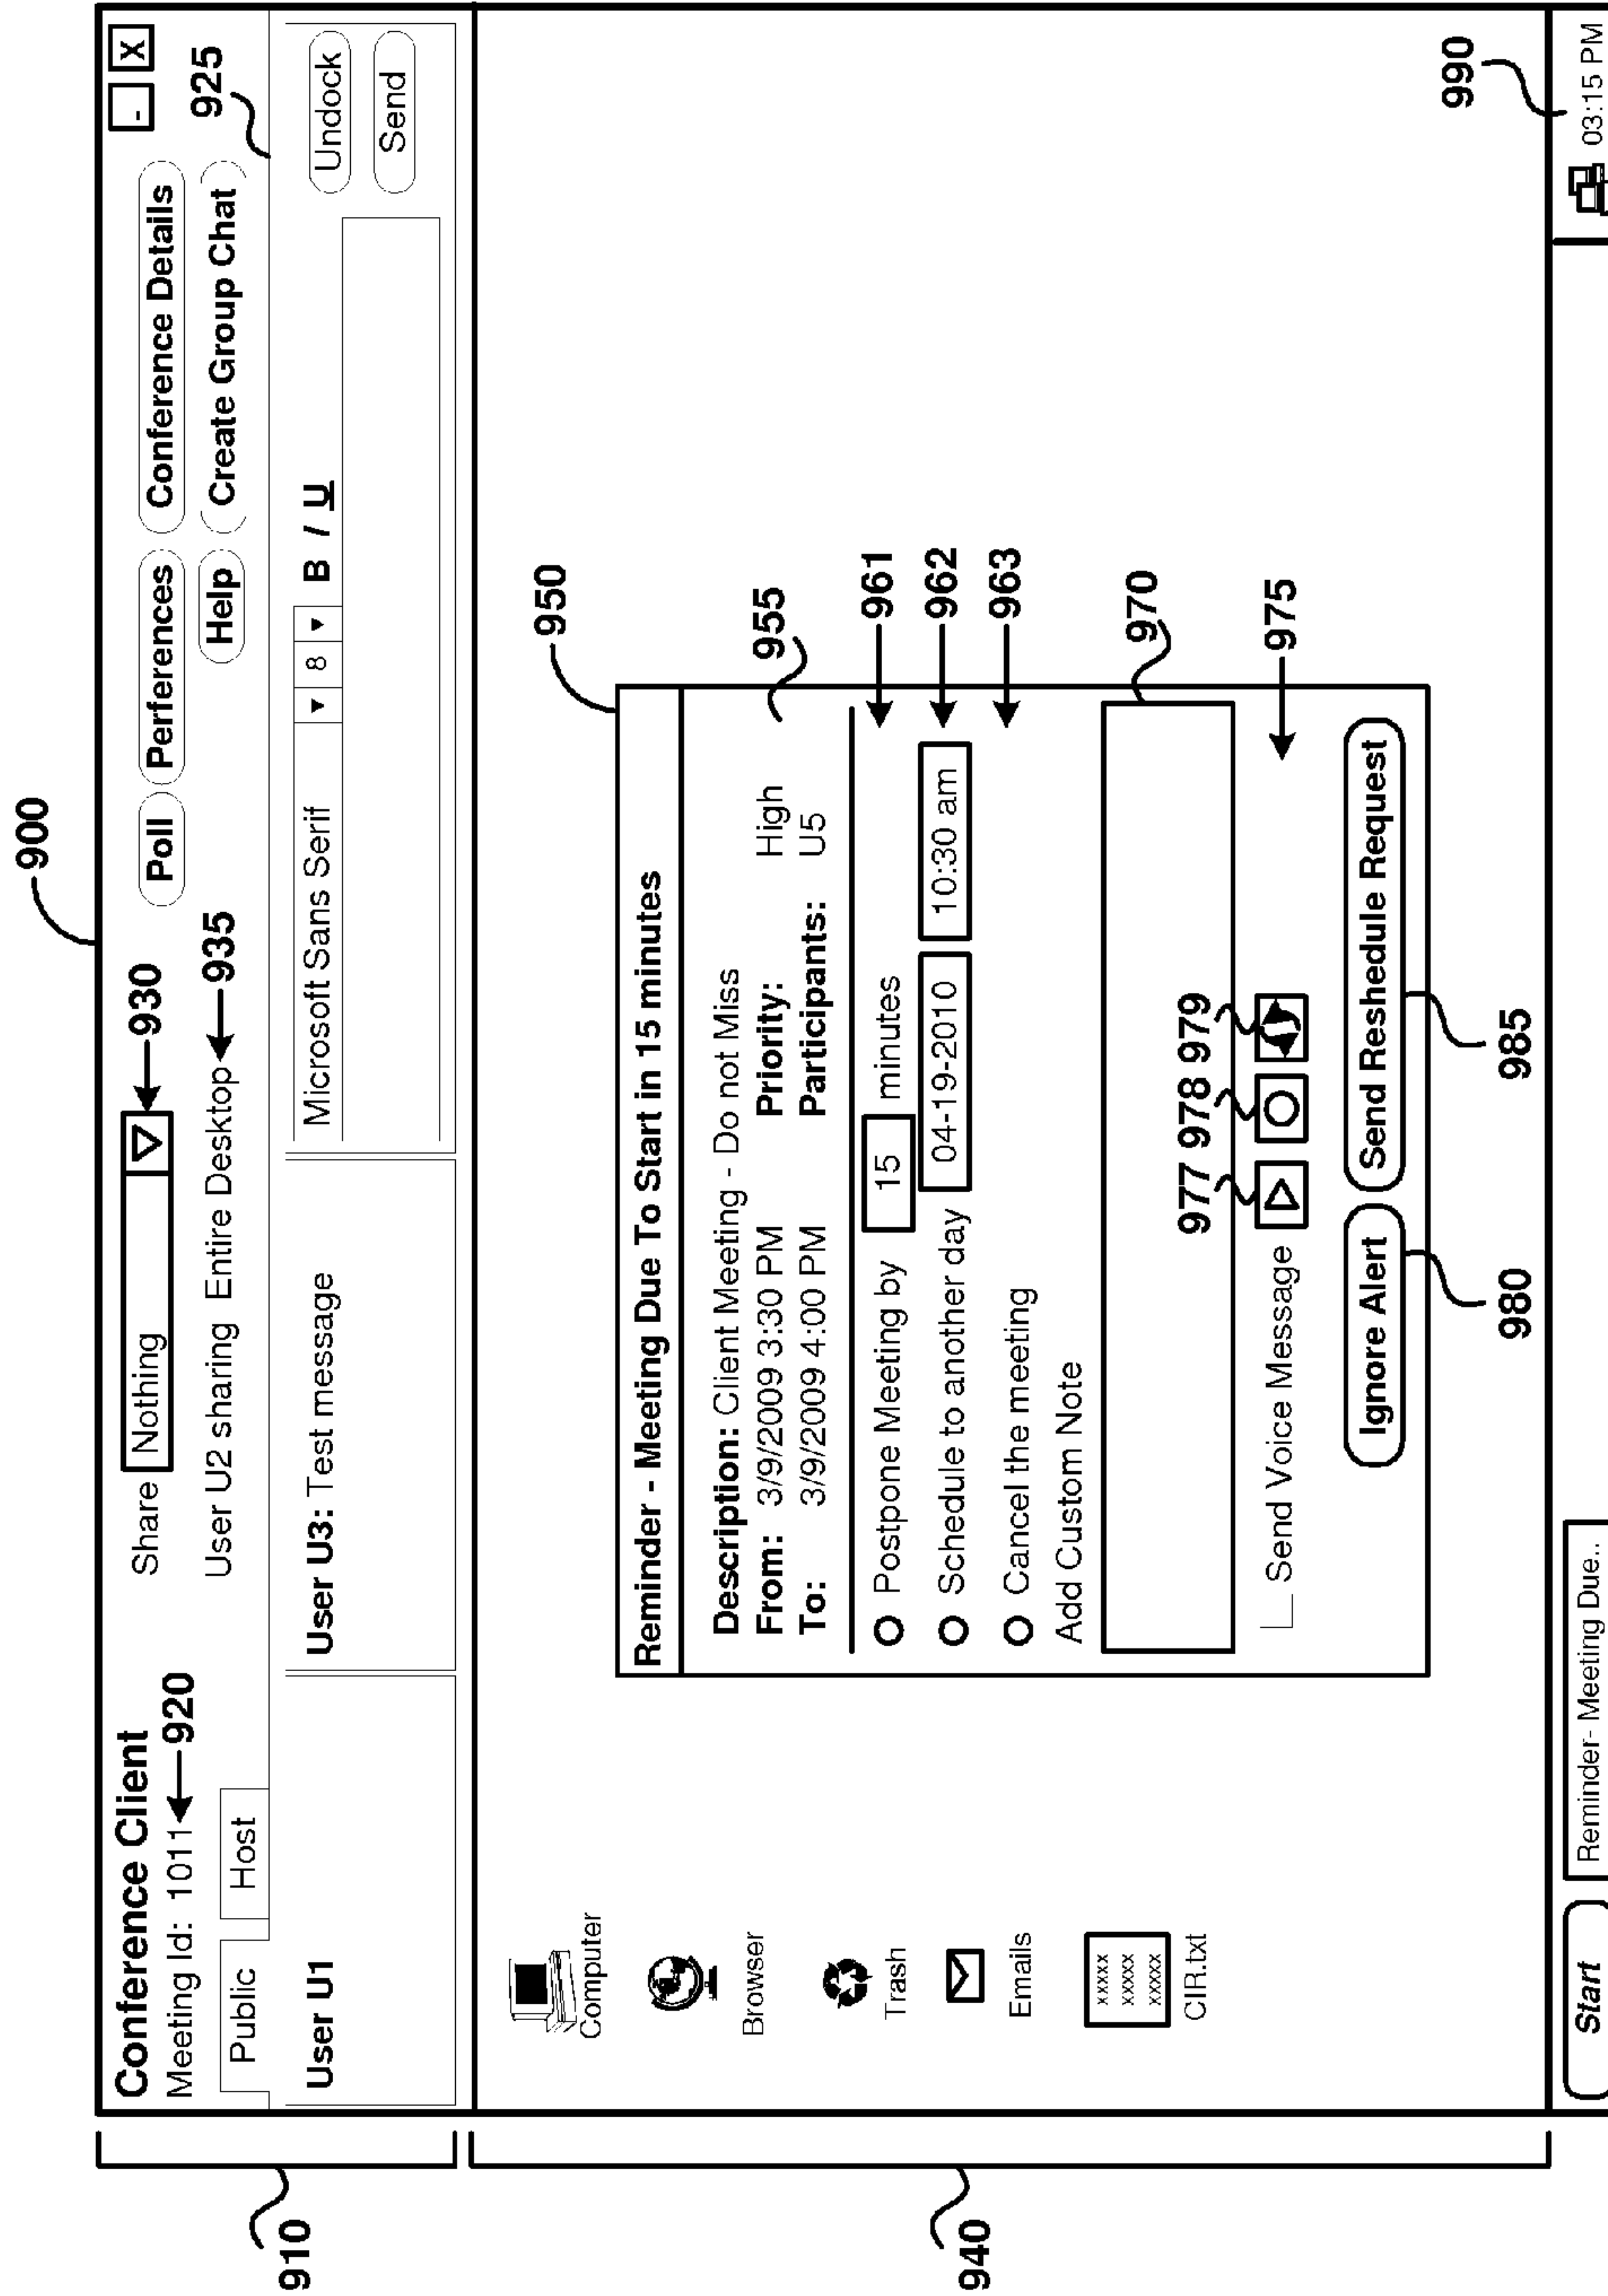 900
Conference Client
- X
Meeting Id: 1011 920
Share Nothing 930
Poll Perferences Conference Details
User U2 sharing Entire Desktop 935
Help Create Group Chat
925
Public Host
910
User U1
User U3: Test message
Microsoft Sans Serif 8 B I U
Undock
Send
Computer
Browser
Trash
Emails
xxxxx
xxxx
xxxxx
CIR.txt
940
950
Reminder - Meeting Due To Start in 15 minutes
Description: Client Meeting - Do not Miss
From: 3/9/2009 3:30 PM Priority: High
955
To: 3/9/2009 4:00 PM Participants: U5
Postpone Meeting by 15 minutes 961
Schedule to another day 04-19-2010 10:30 am 962
Cancel the meeting 963
Add Custom Note
970
977 978 979
Send Voice Message 975
Ignore Alert Send Reshedule Request
980 985
990
Start Reminder- Meeting Due.. 03:15 PM